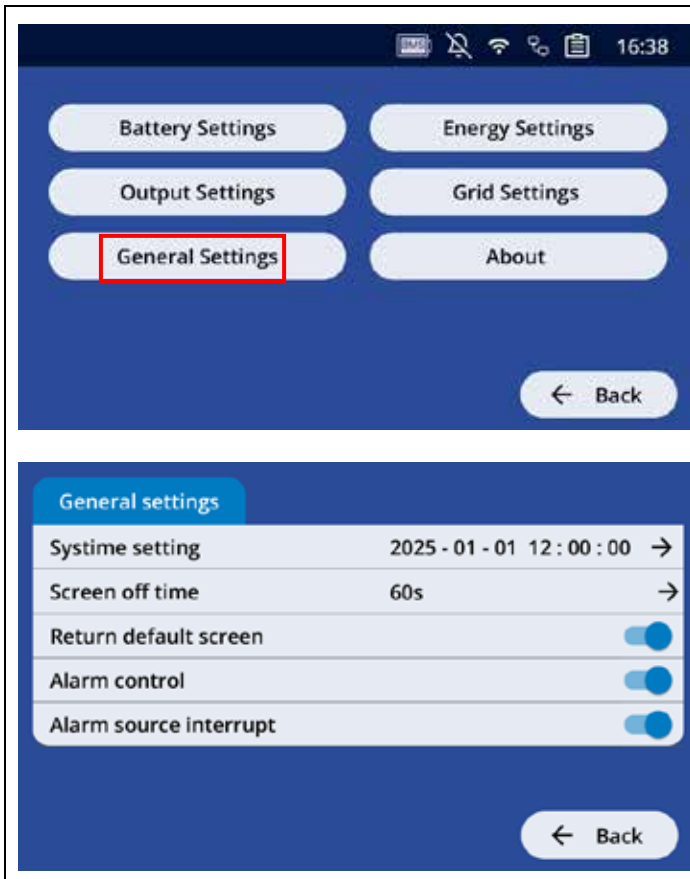 BMS 16:38
Battery Settings Energy Settings
Output Settings Grid Settings
General Settings About
← Back
General settings
Systime setting 2025 - 01 - 01 12 : 00 : 00 →
Screen off time 60s →
Return default screen
Alarm control
Alarm source interrupt
← Back